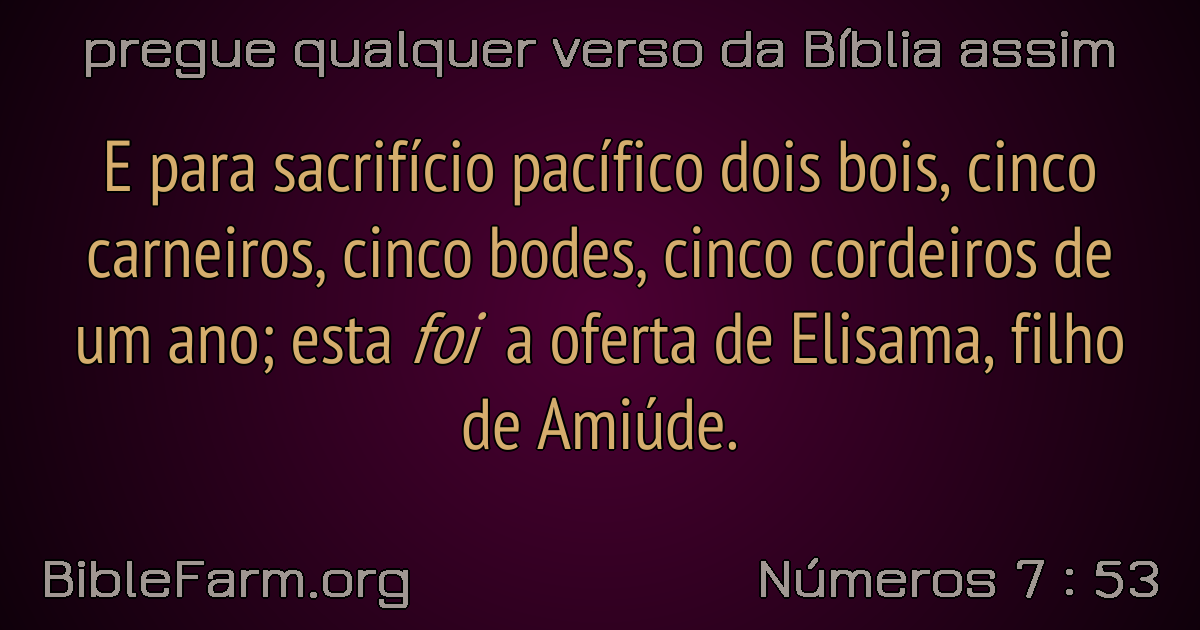 pregue qualquer verso da Bíblia assim
E para sacrifício pacífico dois bois, cinco
carneiros, cinco bodes, cinco cordeiros de
um ano; esta foi a oferta de Elisama, filho
de Amiúde.
BibleFarm.org
Números 7 : 53